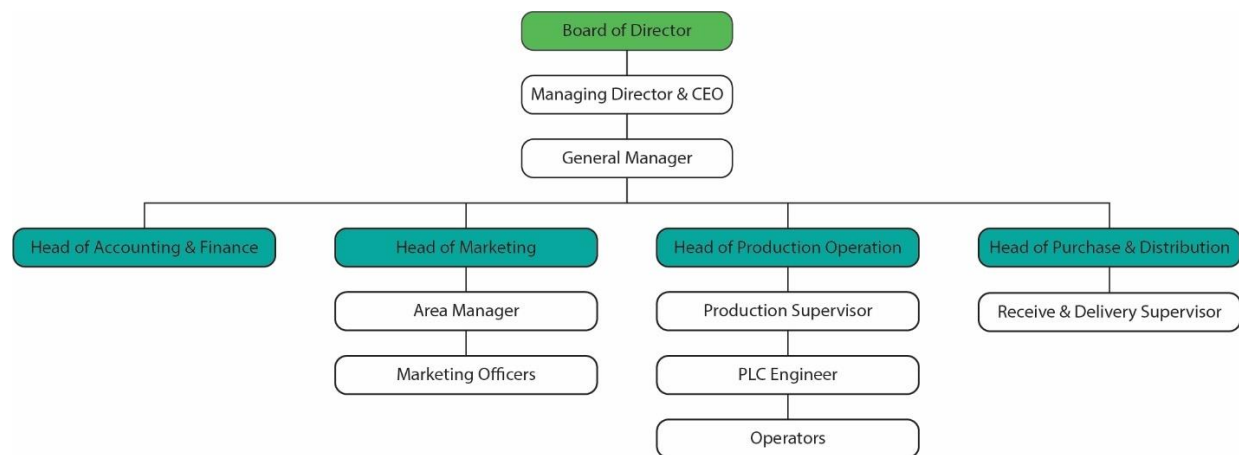 Board of Director
Managing Director & CEO
General Manager
Head of Accounting & Finance
Head of Marketing
Head of Production Operation
Head of Purchase & Distribution
Area Manager
Production Supervisor
Receive & Delivery Supervisor
Marketing Officers
PLC Engineer
Operators